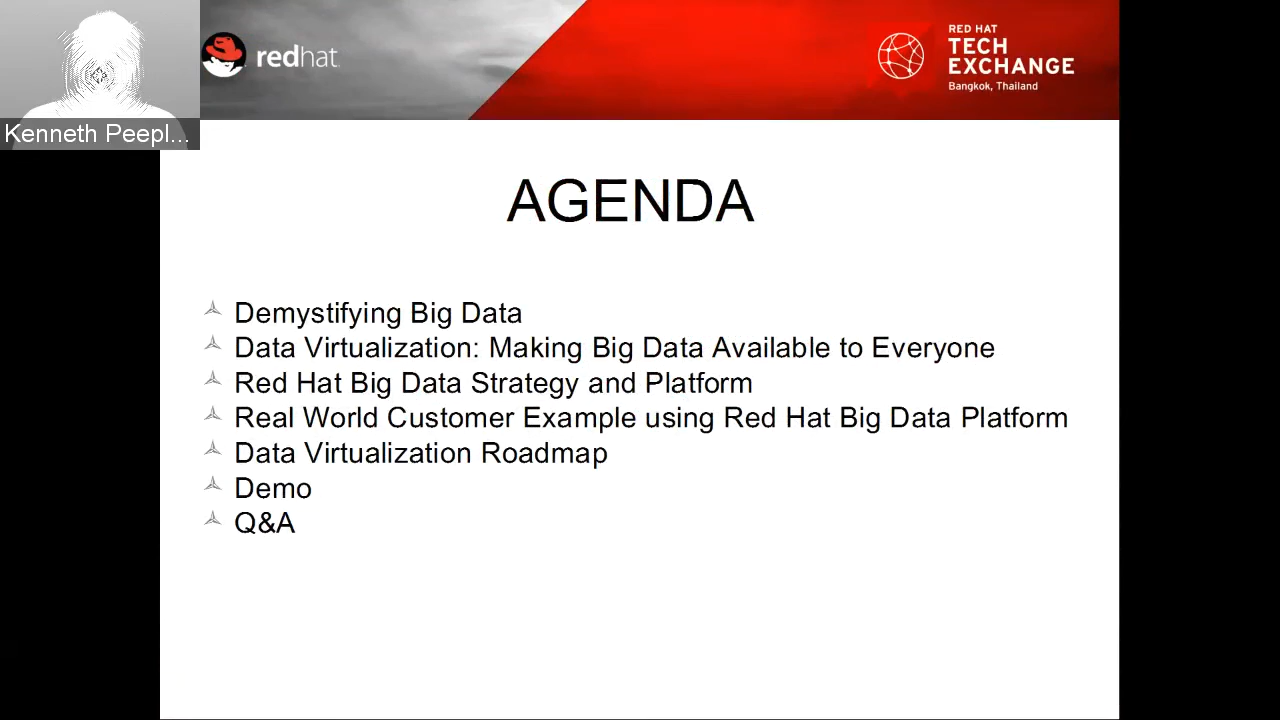 redhat.
RED HAT
TECH
EXCHANGE
Bangkok, Thailand
Kenneth Peepl...
AGENDA
Demystifying Big Data
Data Virtualization: Making Big Data Available to Everyone
Red Hat Big Data Strategy and Platform
Real World Customer Example using Red Hat Big Data Platform
Data Virtualization Roadmap
Demo
Q&A